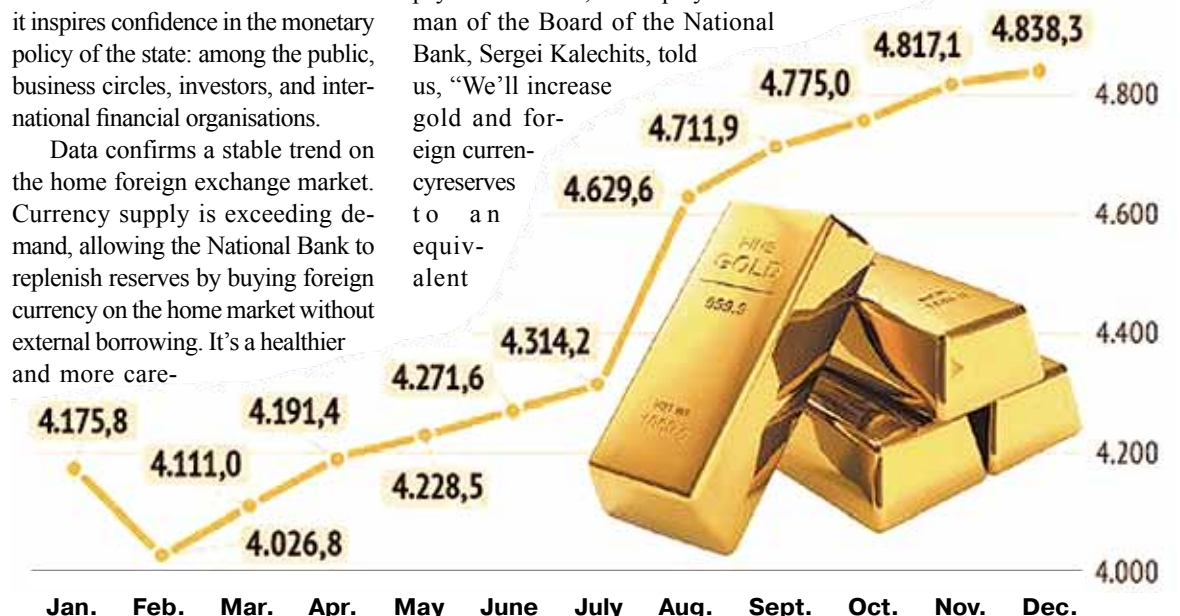 it inspires confidence in the monetary
policy of the state: among the public,
business circles, investors, and inter-
national financial organisations.
Data confirms a stable trend on
the home foreign exchange market.
Currency supply is exceeding de-
mand, allowing the National Bank to
replenish reserves by buying foreign
currency on the home market without
external borrowing. It's a healthier
and more care-
man of the Board of the National
Bank, Sergei Kalechits, told
us, “We'll increase
gold and for-
eign curren-
cyreserves
to an
equiv-
alent
4.175,8
4.026,8
4.111,0
4.191,4
4.228,5
4.271,6
4.314,2
4.629,6
4.711,9
4.775,0
4.817,1
4.838,3
4.800
4.600
4.400
4.200
4.000
FINE
GOLD
999,9
Jan. Feb. Mar. Apr. May June July Aug. Sept. Oct. Nov. Dec.